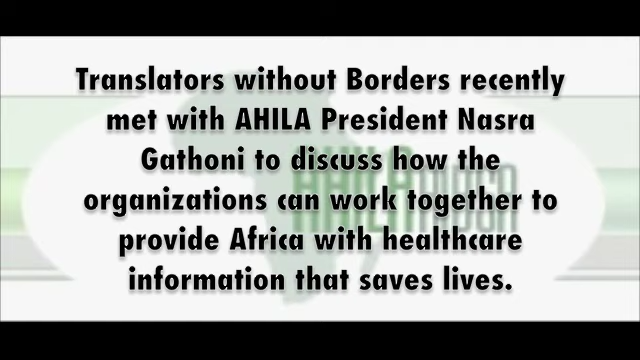 Translators without Borders recently
met with AHILA President Nasra
Gathoni to discuss how the
organizations can work together to
provide Africa with healthcare
information that saves lives.